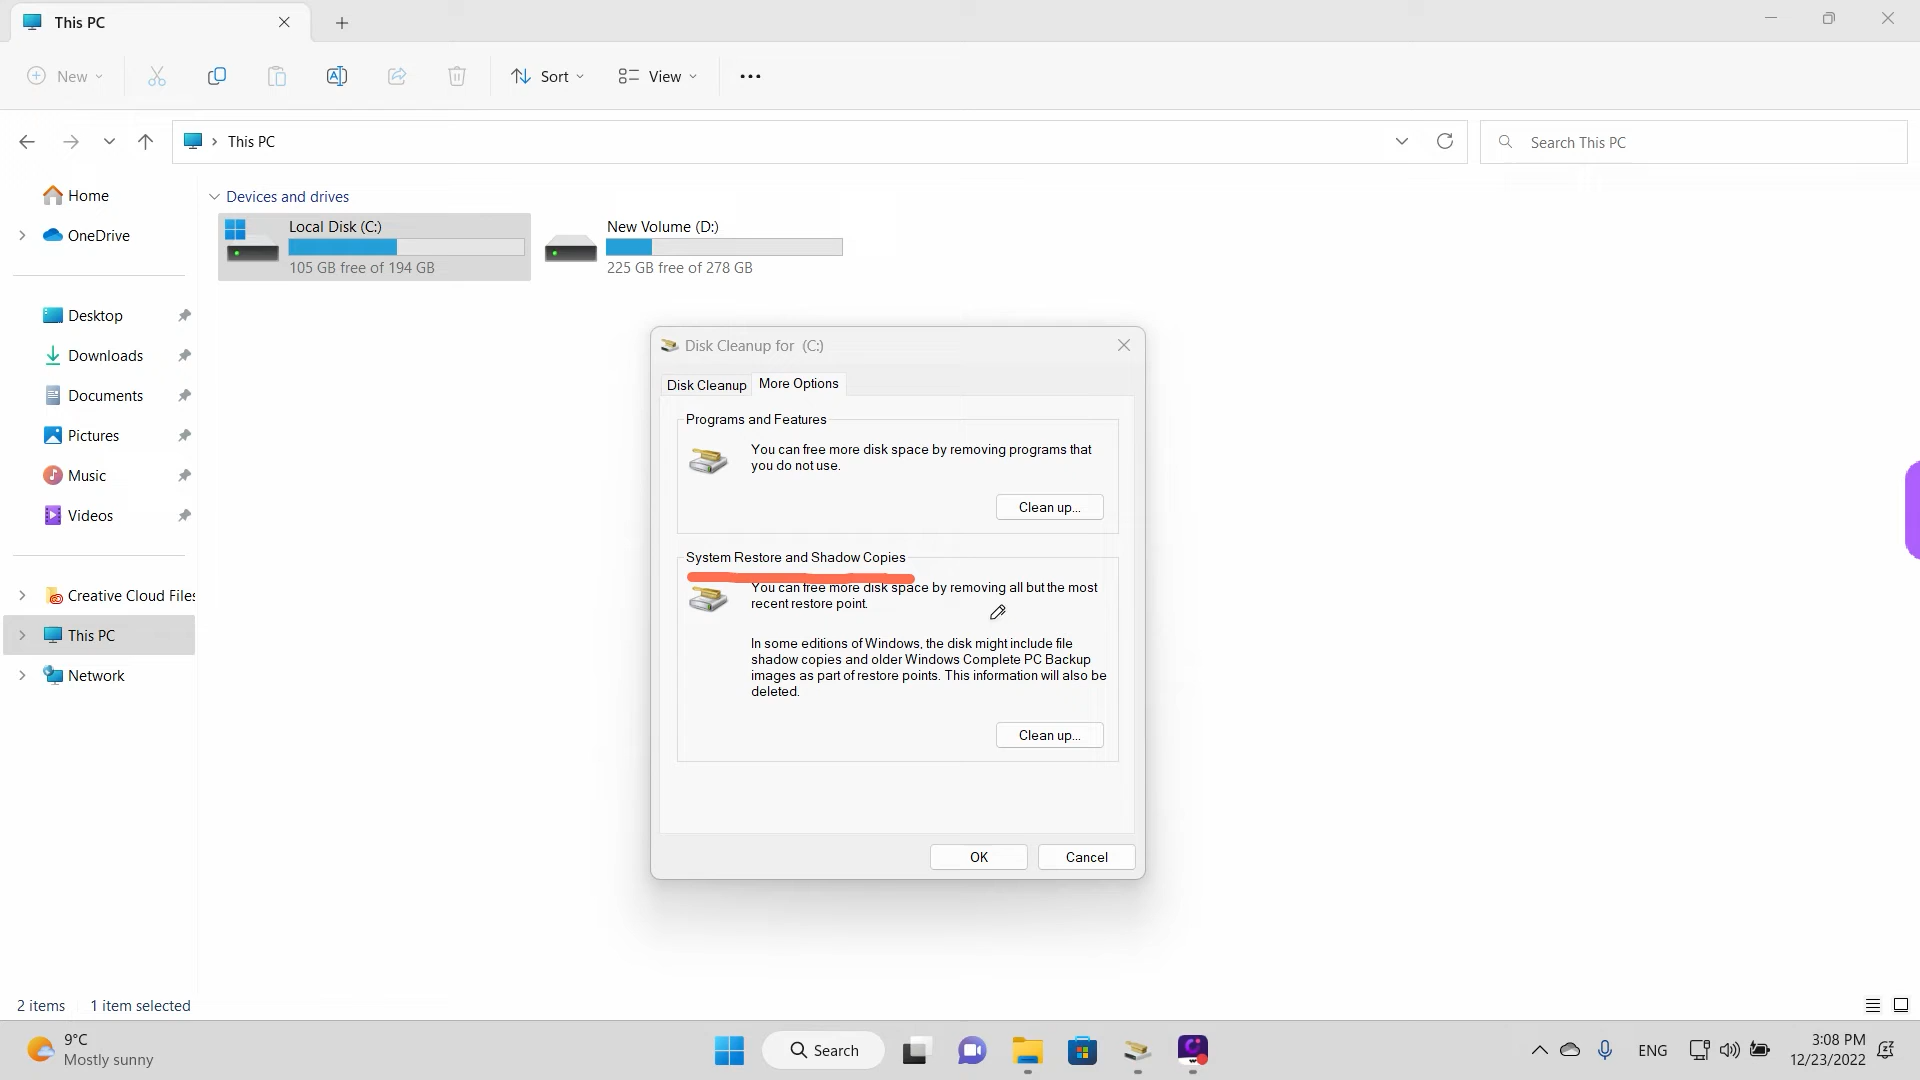 This PC
New
Sort
View
This PC
Search This PC
Home
OneDrive
Desktop
Downloads
Documents
Pictures
Music
Videos
Creative Cloud Files
This PC
Network
Devices and drives
Local Disk (C:)
105 GB free of 194 GB
New Volume (D:)
225 GB free of 278 GB
Disk Cleanup for (C:)
Disk Cleanup
More Options
Programs and Features
You can free more disk space by removing programs that
you do not use.
Clean up...
System Restore and Shadow Copies
You can free more disk space by removing all but the most
recent restore point.
In some editions of Windows, the disk might include file
shadow copies and older Windows Complete PC Backup
images as part of restore points. This information will also be
deleted.
Clean up...
OK
Cancel
2 items
1 item selected
9°C
Mostly sunny
Search
ENG
3:08 PM
12/23/2022